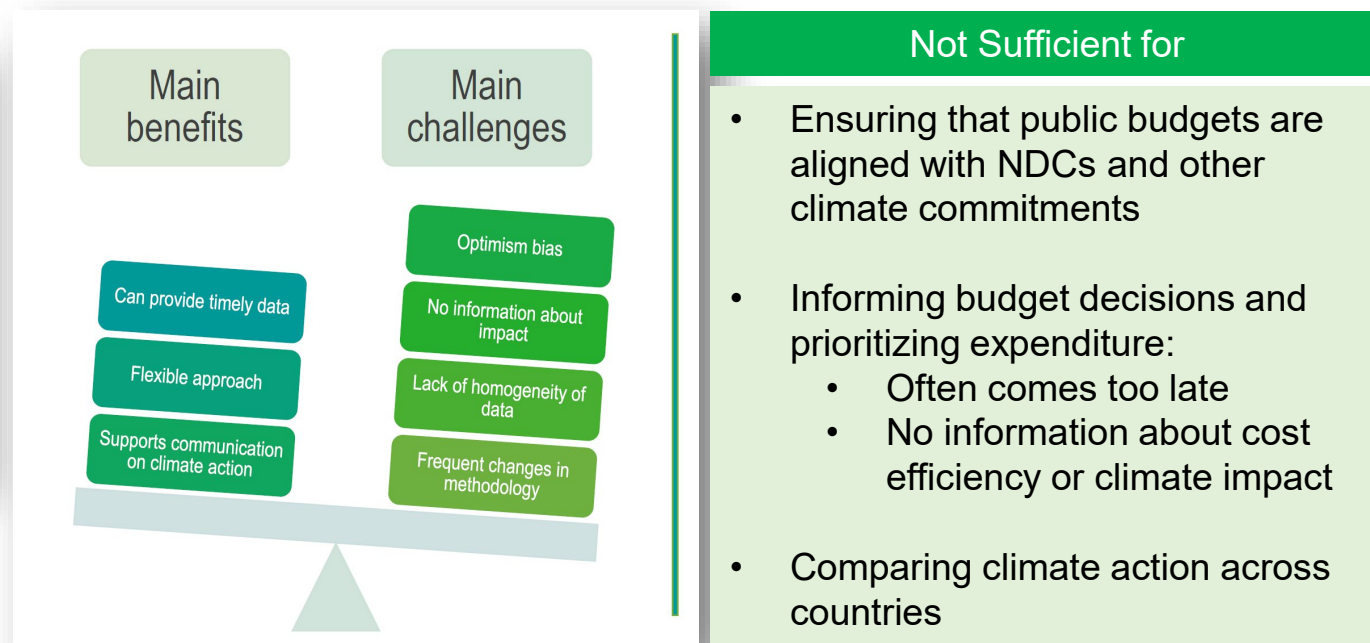 Main
benefits
Can provide timely data
Flexible approach
Supports communication
on climate action
Main
challenges
Optimism bias
No information about
impact
Lack of homogeneity of
data
Frequent changes in
methodology
Not Sufficient for
• Ensuring that public budgets are
aligned with NDCs and other
climate commitments
• Informing budget decisions and
prioritizing expenditure:
• Often comes too late
• No information about cost
efficiency or climate impact
• Comparing climate action across
countries